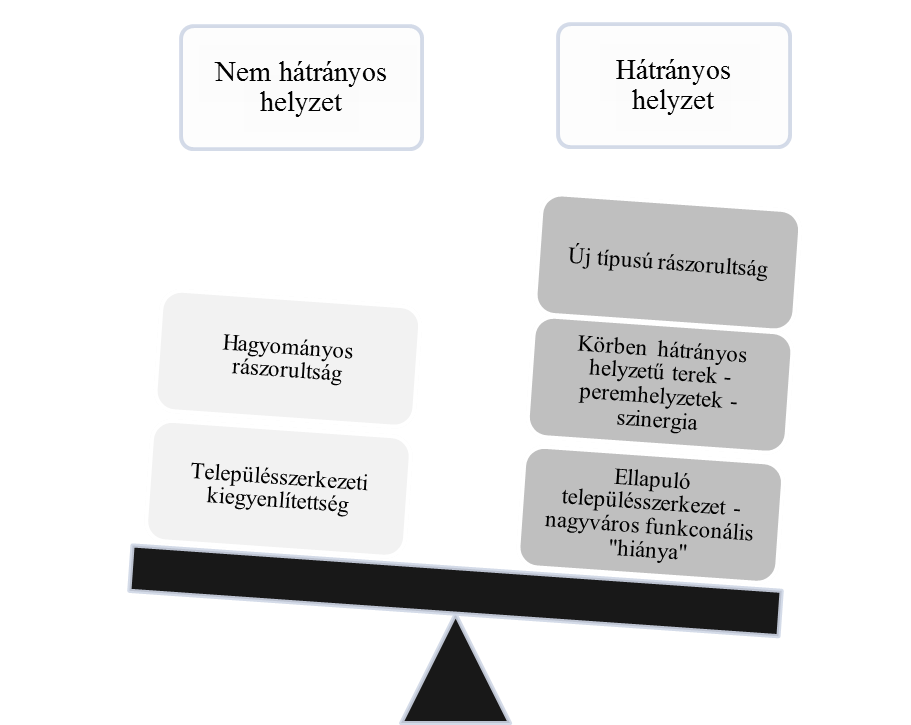 Nem hátrányos
helyzet
Hátrányos
helyzet
Új típusú rászorultság
Hagyományos
rászorultság
Körben hátrányos
helyzetű terek -
peremhelyzetek -
szinergia
Településszerkezeti
kiegyenlítettség
Ellapuló
településszerkezet -
nagyváros funkconális
"hiánya"